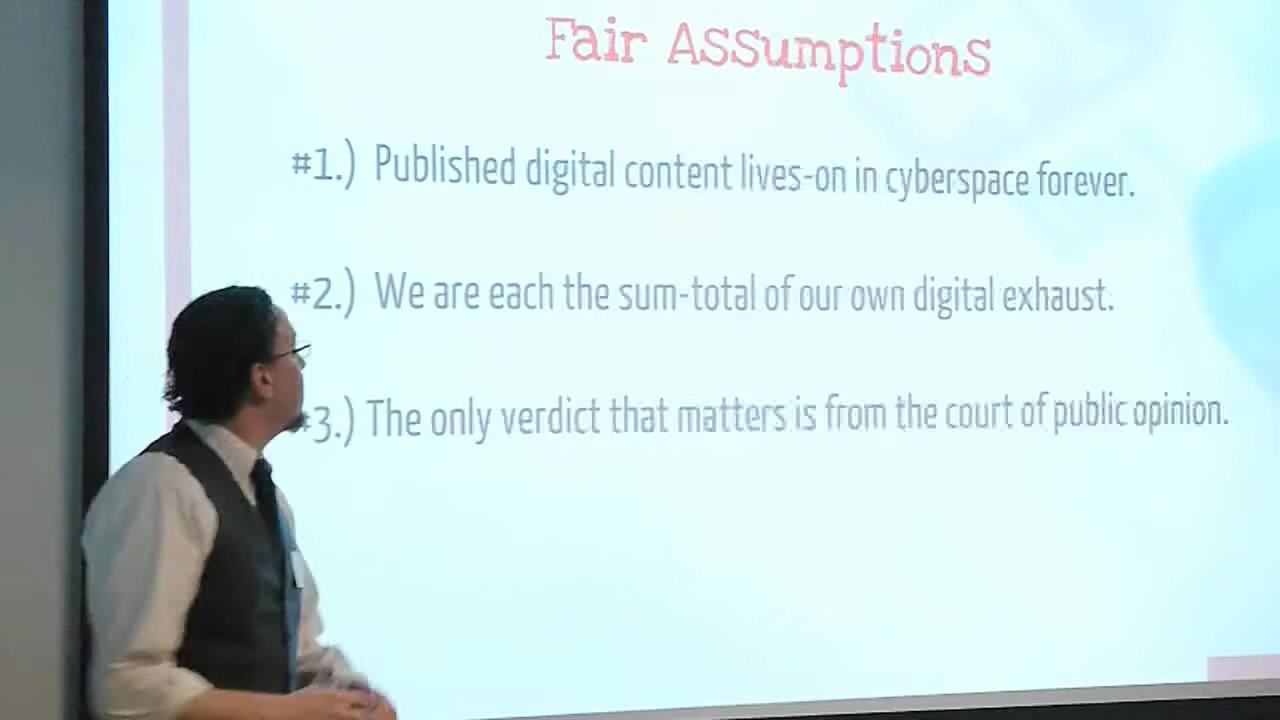 Fair Assumptions
#1.) Published digital content lives-on in cyberspace forever.
#2.) We are each the sum-total of our own digital exhaust.
#3.) The only verdict that matters is from the court of public opinion.